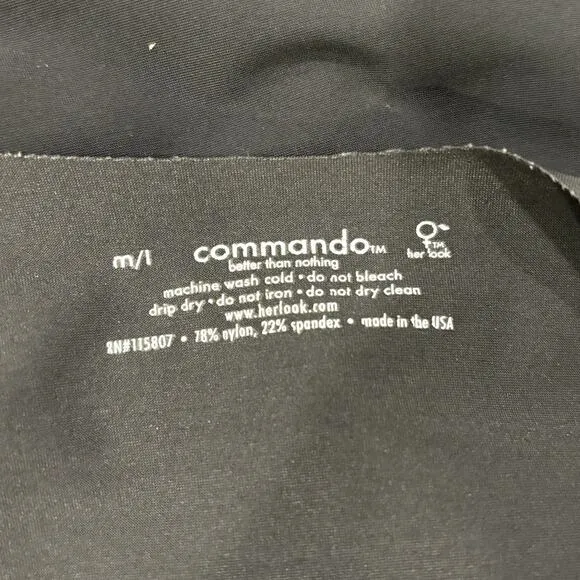 m/l commando™ ™
her look
better than nothing
machine wash cold • do not bleach
drip dry • do not iron • do not dry clean
www.herlook.com
RN#115807 • 78% nylon, 22% spandex • made in the USA